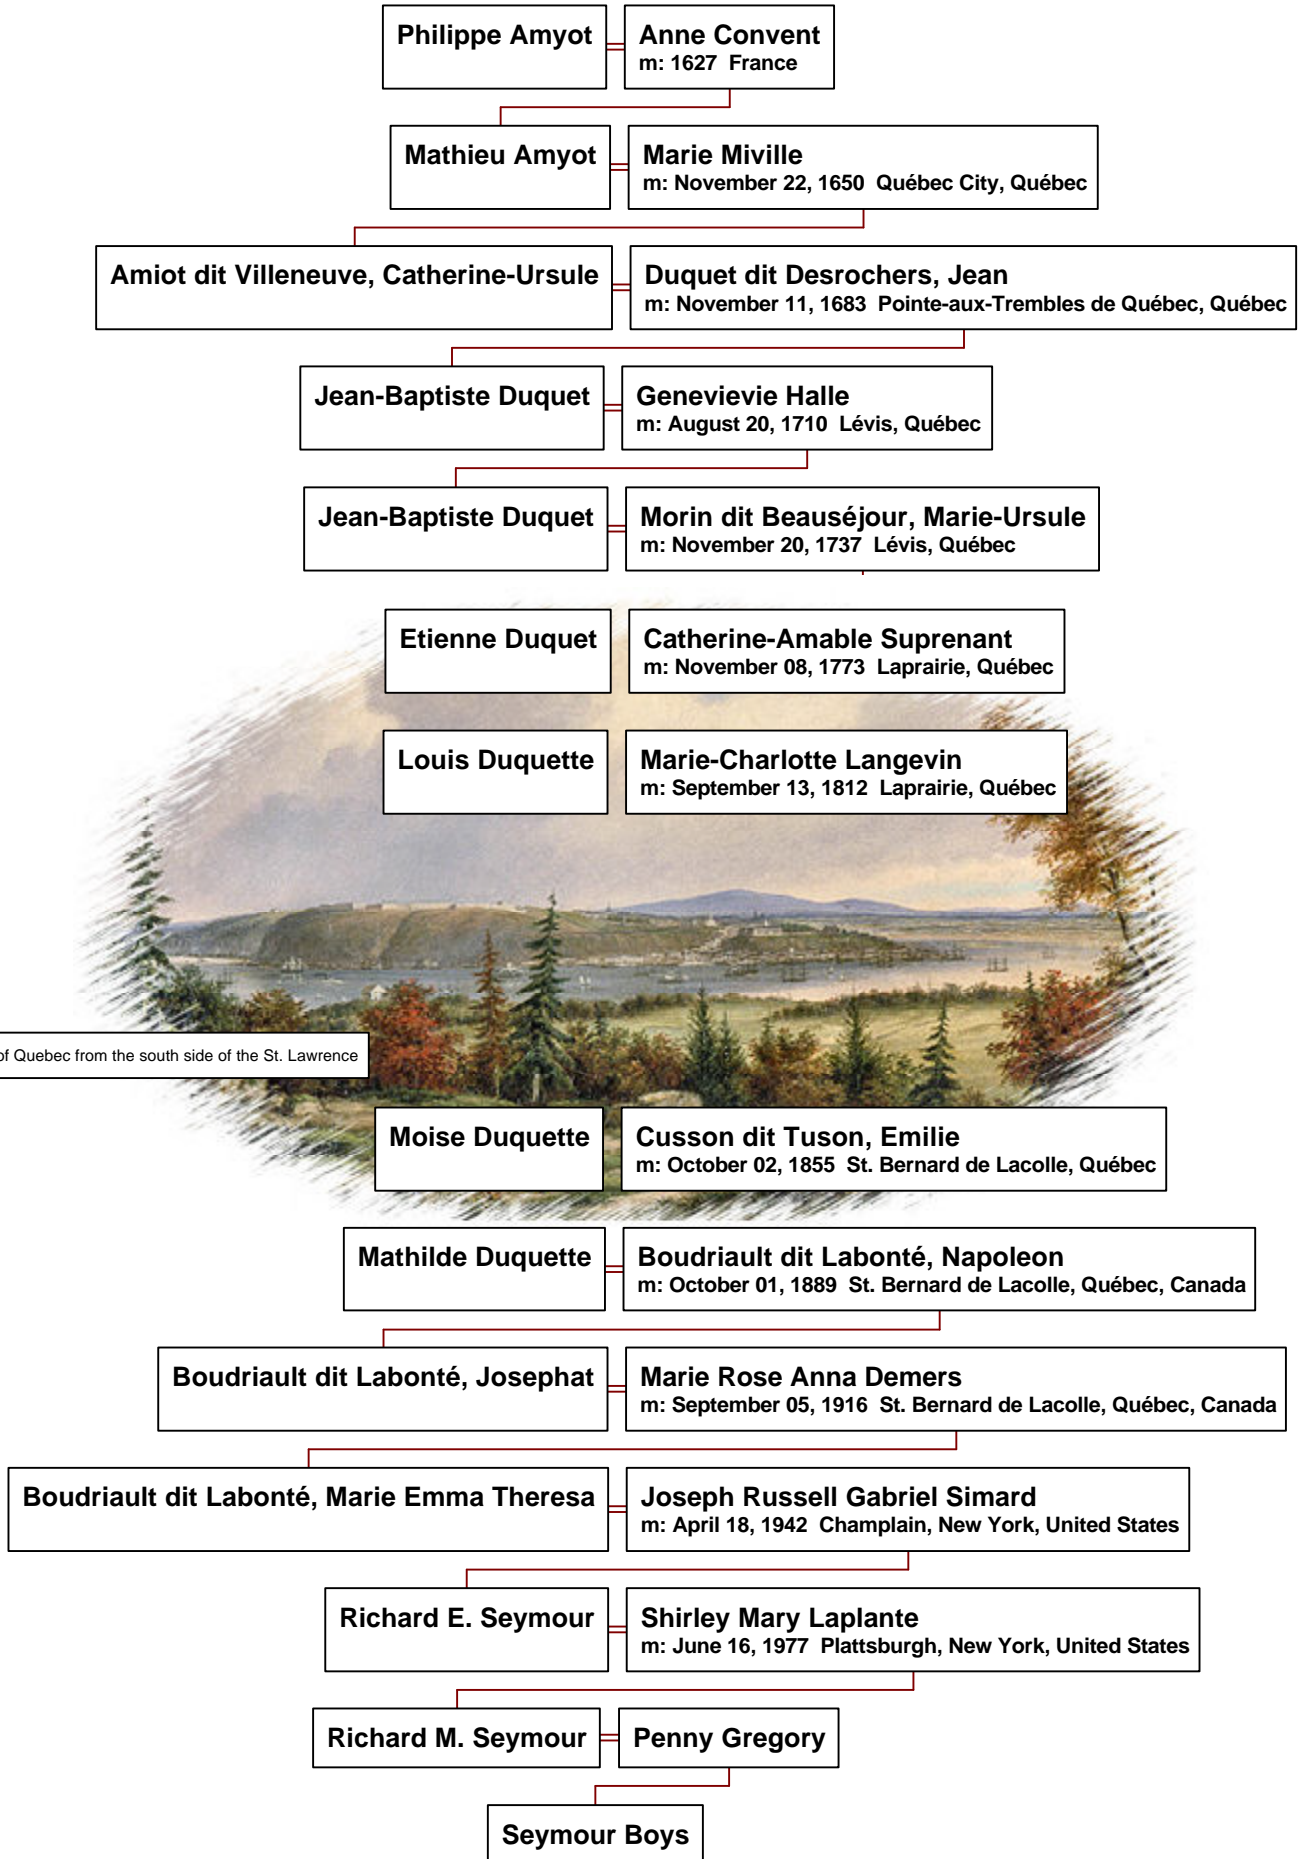 Philippe Amyot
Anne Convent
m: 1627  France
Mathieu Amyot
Marie Miville
m: November 22, 1650  Québec City, Québec
Amiot dit Villeneuve, Catherine-Ursule
Duquet dit Desrochers, Jean
m: November 11, 1683  Pointe-aux-Trembles de Québec, Québec
Jean-Baptiste Duquet
Genevievie Halle
m: August 20, 1710  Lévis, Québec
Jean-Baptiste Duquet
Morin dit Beauséjour, Marie-Ursule
m: November 20, 1737  Lévis, Québec
Etienne Duquet
Catherine-Amable Suprenant
m: November 08, 1773  Laprairie, Québec
Louis Duquette
Marie-Charlotte Langevin
m: September 13, 1812  Laprairie, Québec
of Quebec from the south side of the St. Lawrence
Moise Duquette
Cusson dit Tuson, Emilie
m: October 02, 1855  St. Bernard de Lacolle, Québec
Mathilde Duquette
Boudriault dit Labonté, Napoleon
m: October 01, 1889  St. Bernard de Lacolle, Québec, Canada
Boudriault dit Labonté, Josephat
Marie Rose Anna Demers
m: September 05, 1916  St. Bernard de Lacolle, Québec, Canada
Boudriault dit Labonté, Marie Emma Theresa
Joseph Russell Gabriel Simard
m: April 18, 1942  Champlain, New York, United States
Richard E. Seymour
Shirley Mary Laplante
m: June 16, 1977  Plattsburgh, New York, United States
Richard M. Seymour
Penny Gregory
Seymour Boys